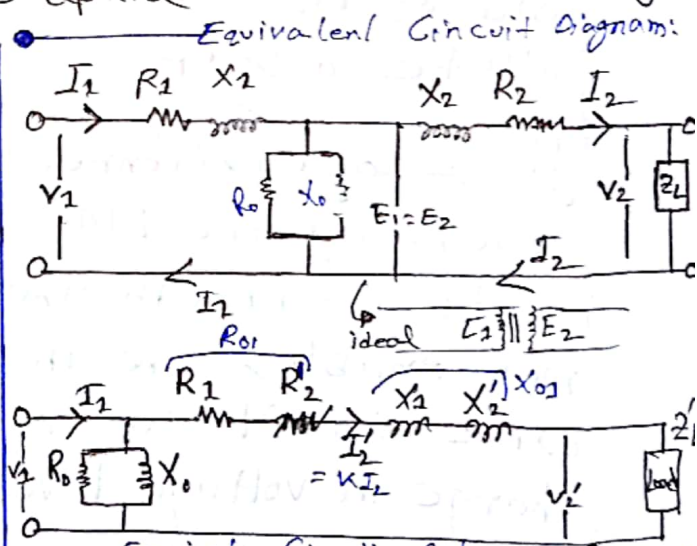 Equivalent Circuit Diagram:
I1 R1 X1 X2 R2 I2
V1 R0 X0 E1=E2 V2 ZL
I1 I2
ideal E1 E2
R01
I1 R1 R2' X1 X2' X01
I2' ZL'
= KI2
V1 R0 X0 V2' Load